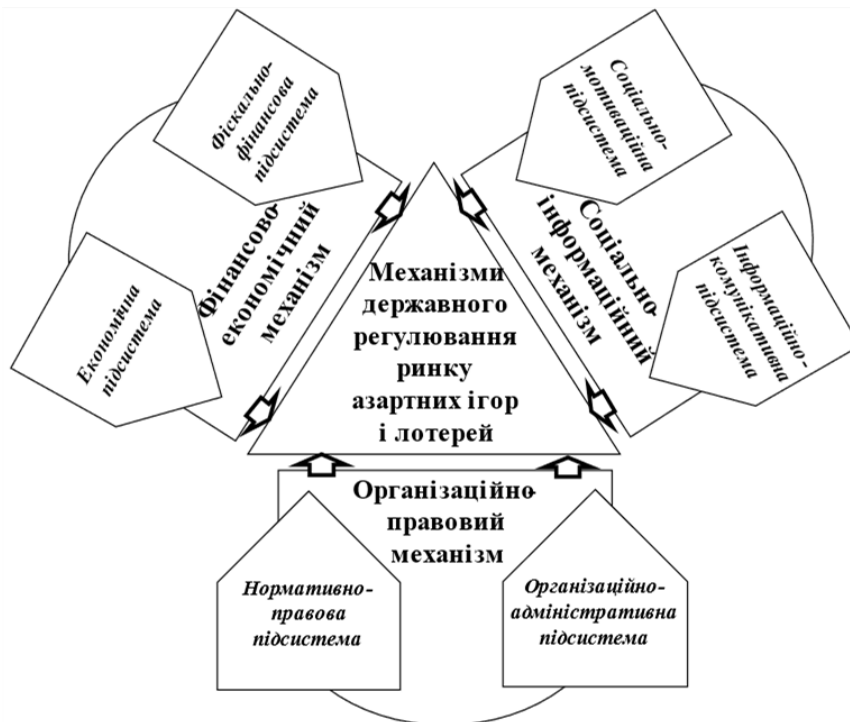 Фіскально-
фінансова
підсистема
Соціально-
мотиваційна
підсистема
Фінансово-
економічний
механізм
Соціально-
інформаційний
механізм
Економічна
підсистема
Інформаційно-
комунікативна
підсистема
Механізми
державного
регулювання
ринку
азартних ігор
і лотерей
Організаційно-
правовий
механізм
Нормативно-
правова
підсистема
Організаційно-
адміністративна
підсистема